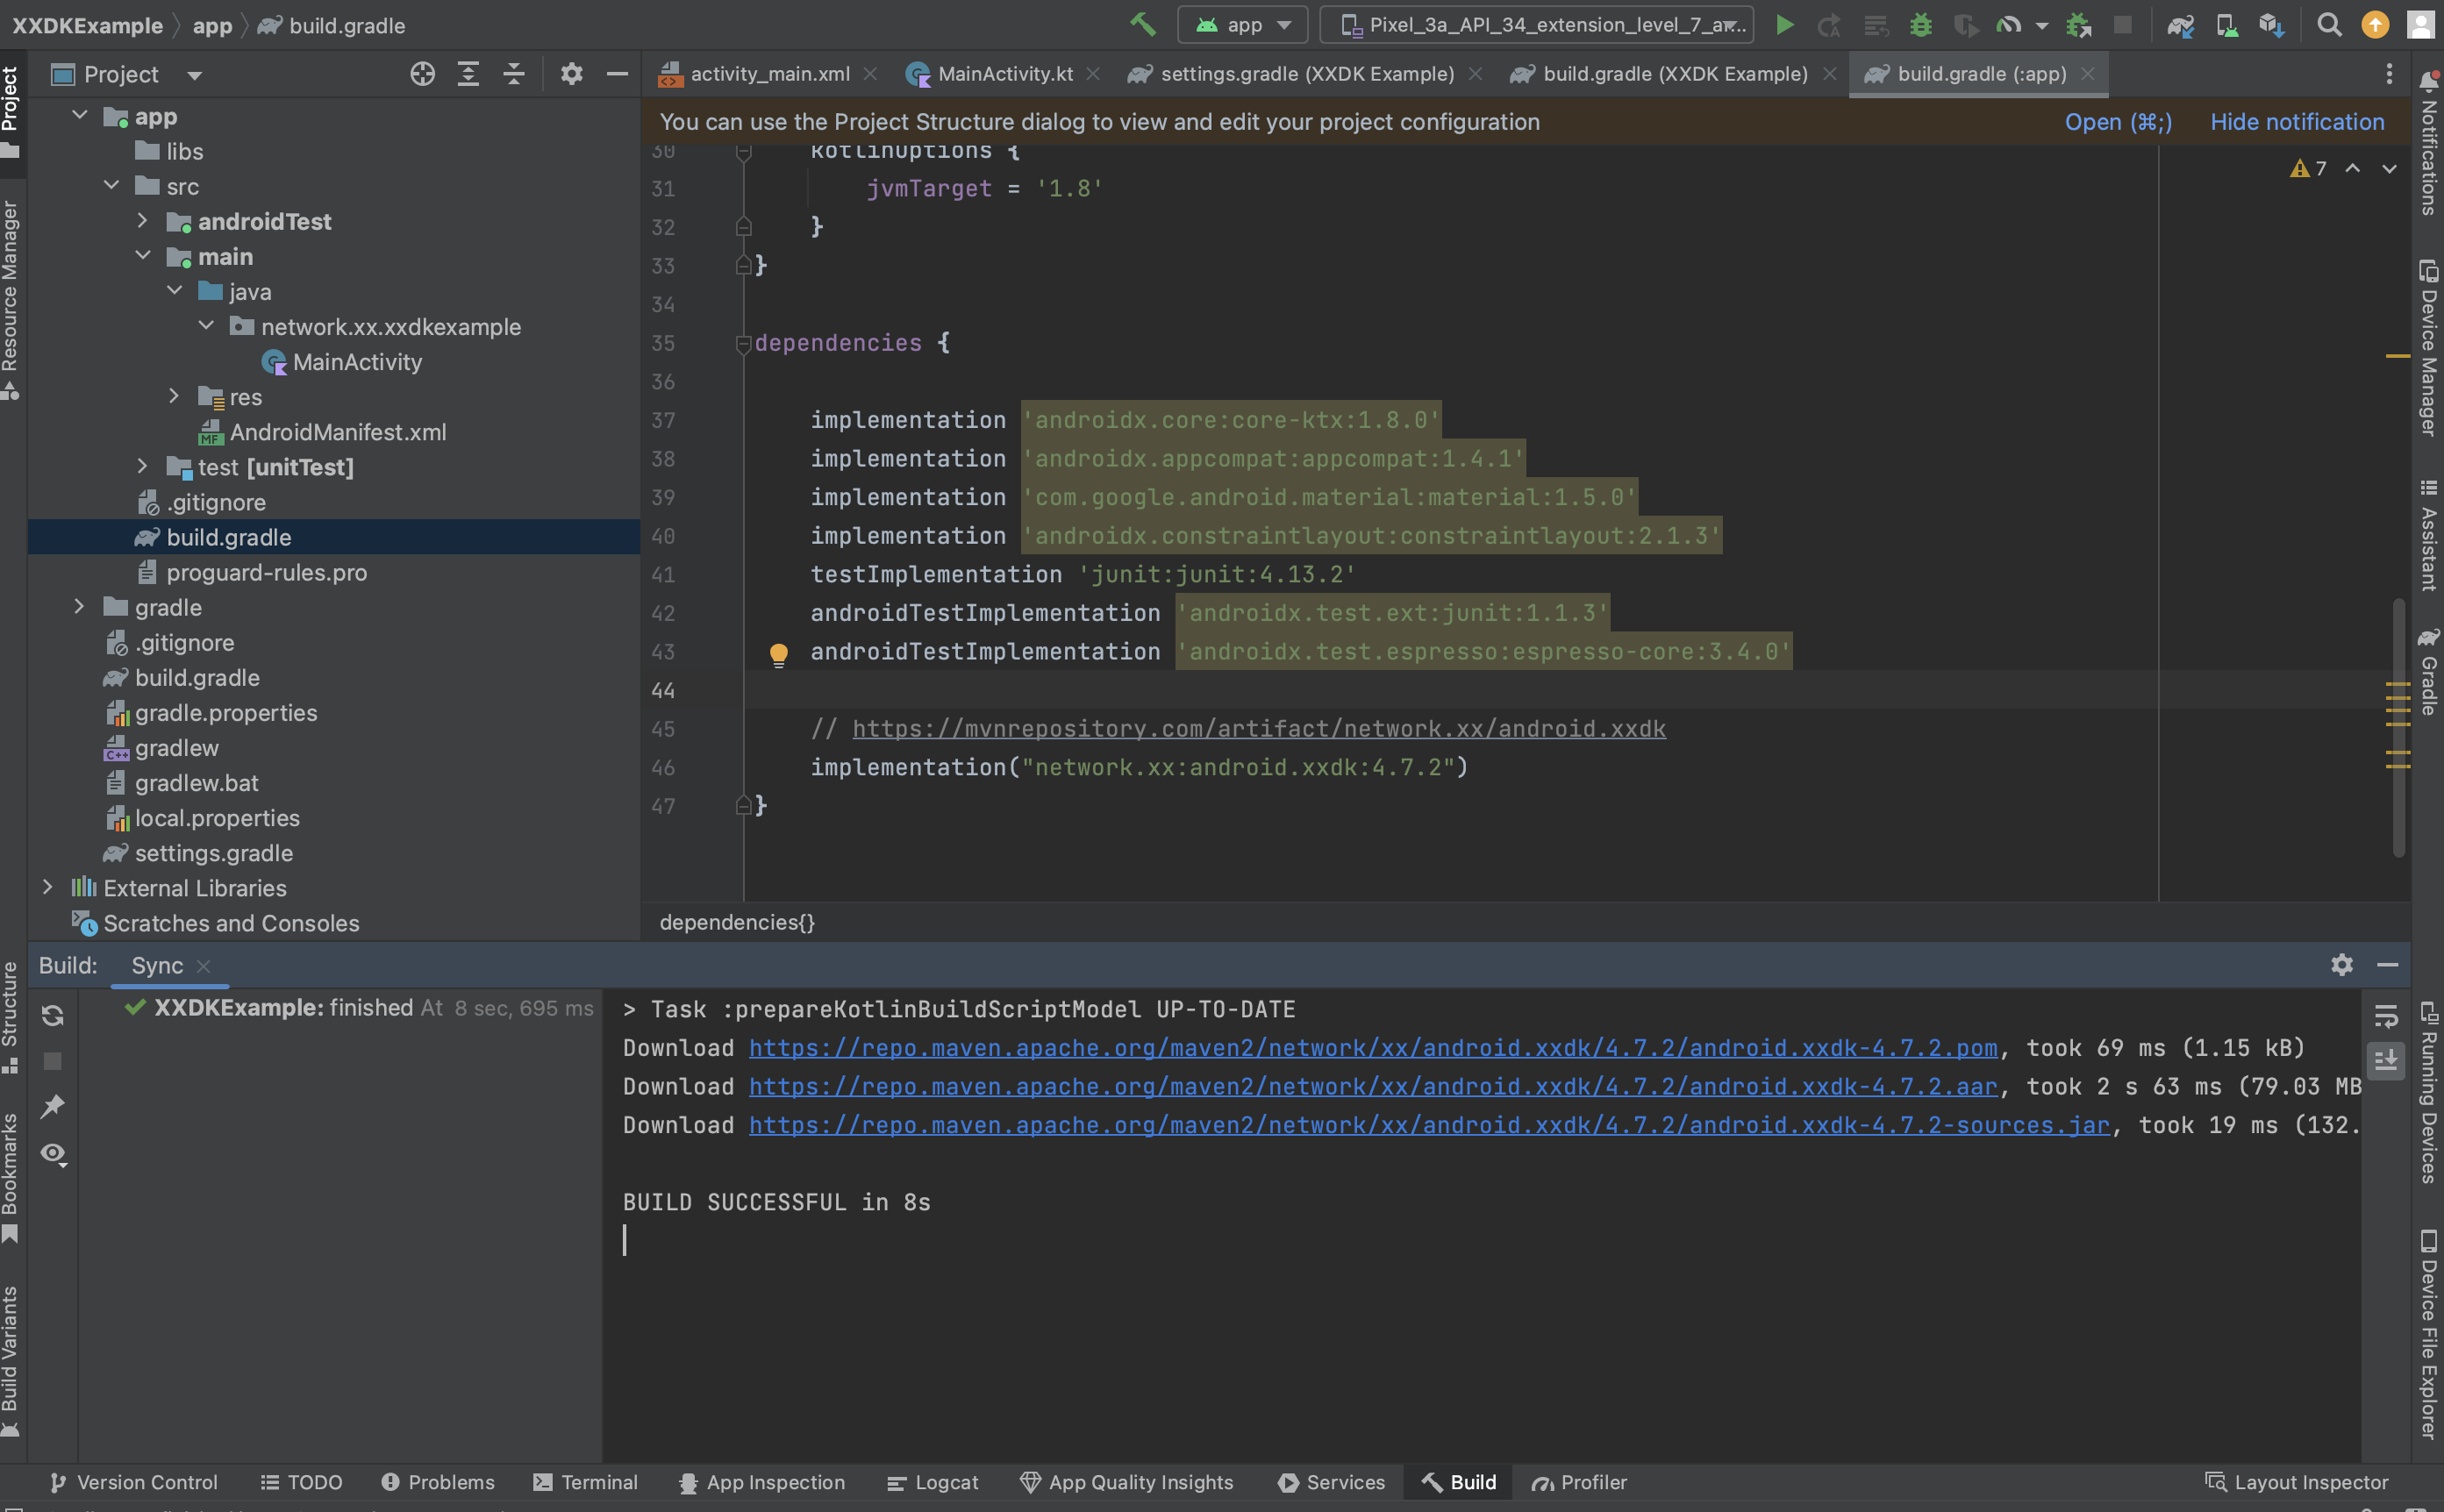 XXDKExample
app
build.gradle
app
Pixel_3a_API_34_extension_level_7_ar...
Project
activity_main.xml
MainActivity.kt
settings.gradle (XXDK Example)
build.gradle (XXDK Example)
build.gradle (:app)
You can use the Project Structure dialog to view and edit your project configuration
Open (⌘;)
Hide notification
Project
Resource Manager
Structure
Bookmarks
Build Variants
app
libs
src
androidTest
main
java
network.xx.xxdkexample
MainActivity
res
AndroidManifest.xml
test [unitTest]
.gitignore
build.gradle
proguard-rules.pro
gradle
.gitignore
build.gradle
gradle.properties
gradlew
gradlew.bat
local.properties
settings.gradle
External Libraries
Scratches and Consoles
30 kotlinOptions {
31 jvmTarget = '1.8'
32 }
33 }
34
35 dependencies {
36
37 implementation 'androidx.core:core-ktx:1.8.0'
38 implementation 'androidx.appcompat:appcompat:1.4.1'
39 implementation 'com.google.android.material:material:1.5.0'
40 implementation 'androidx.constraintlayout:constraintlayout:2.1.3'
41 testImplementation 'junit:junit:4.13.2'
42 androidTestImplementation 'androidx.test.ext:junit:1.1.3'
43 androidTestImplementation 'androidx.test.espresso:espresso-core:3.4.0'
44
45 // https://mvnrepository.com/artifact/network.xx/android.xxdk
46 implementation("network.xx:android.xxdk:4.7.2")
47 }
7
dependencies{}
Notifications
Device Manager
Assistant
Gradle
Running Devices
Device File Explorer
Build:
Sync
XXDKExample: finished At 8 sec, 695 ms
> Task :prepareKotlinBuildScriptModel UP-TO-DATE
Download https://repo.maven.apache.org/maven2/network/xx/android.xxdk/4.7.2/android.xxdk-4.7.2.pom, took 69 ms (1.15 kB)
Download https://repo.maven.apache.org/maven2/network/xx/android.xxdk/4.7.2/android.xxdk-4.7.2.aar, took 2 s 63 ms (79.03 MB
Download https://repo.maven.apache.org/maven2/network/xx/android.xxdk/4.7.2/android.xxdk-4.7.2-sources.jar, took 19 ms (132.
BUILD SUCCESSFUL in 8s
Version Control
TODO
Problems
Terminal
App Inspection
Logcat
App Quality Insights
Services
Build
Profiler
Layout Inspector